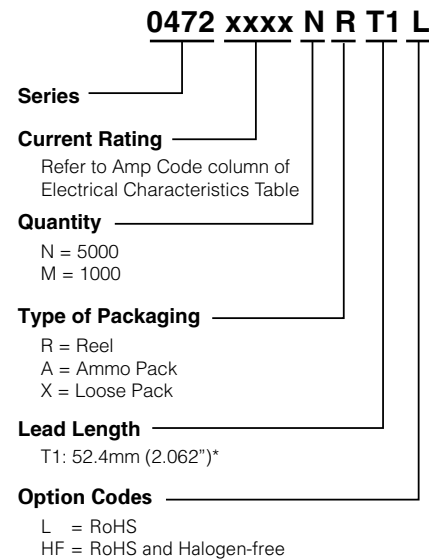 0472 xxxx N R T1 L
Series
Current Rating
Refer to Amp Code column of
Electrical Characteristics Table
Quantity
N = 5000
M = 1000
Type of Packaging
R = Reel
A = Ammo Pack
X = Loose Pack
Lead Length
T1: 52.4mm (2.062”)*
Option Codes
L = RoHS
HF = RoHS and Halogen-free